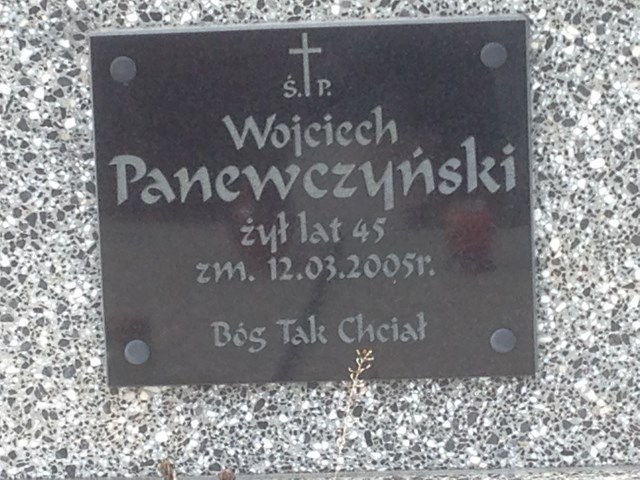 Ś. P.
Wojciech
Panewczyński
żył lat 45
zm. 12.03.2005r.
Bóg Tak Chciał